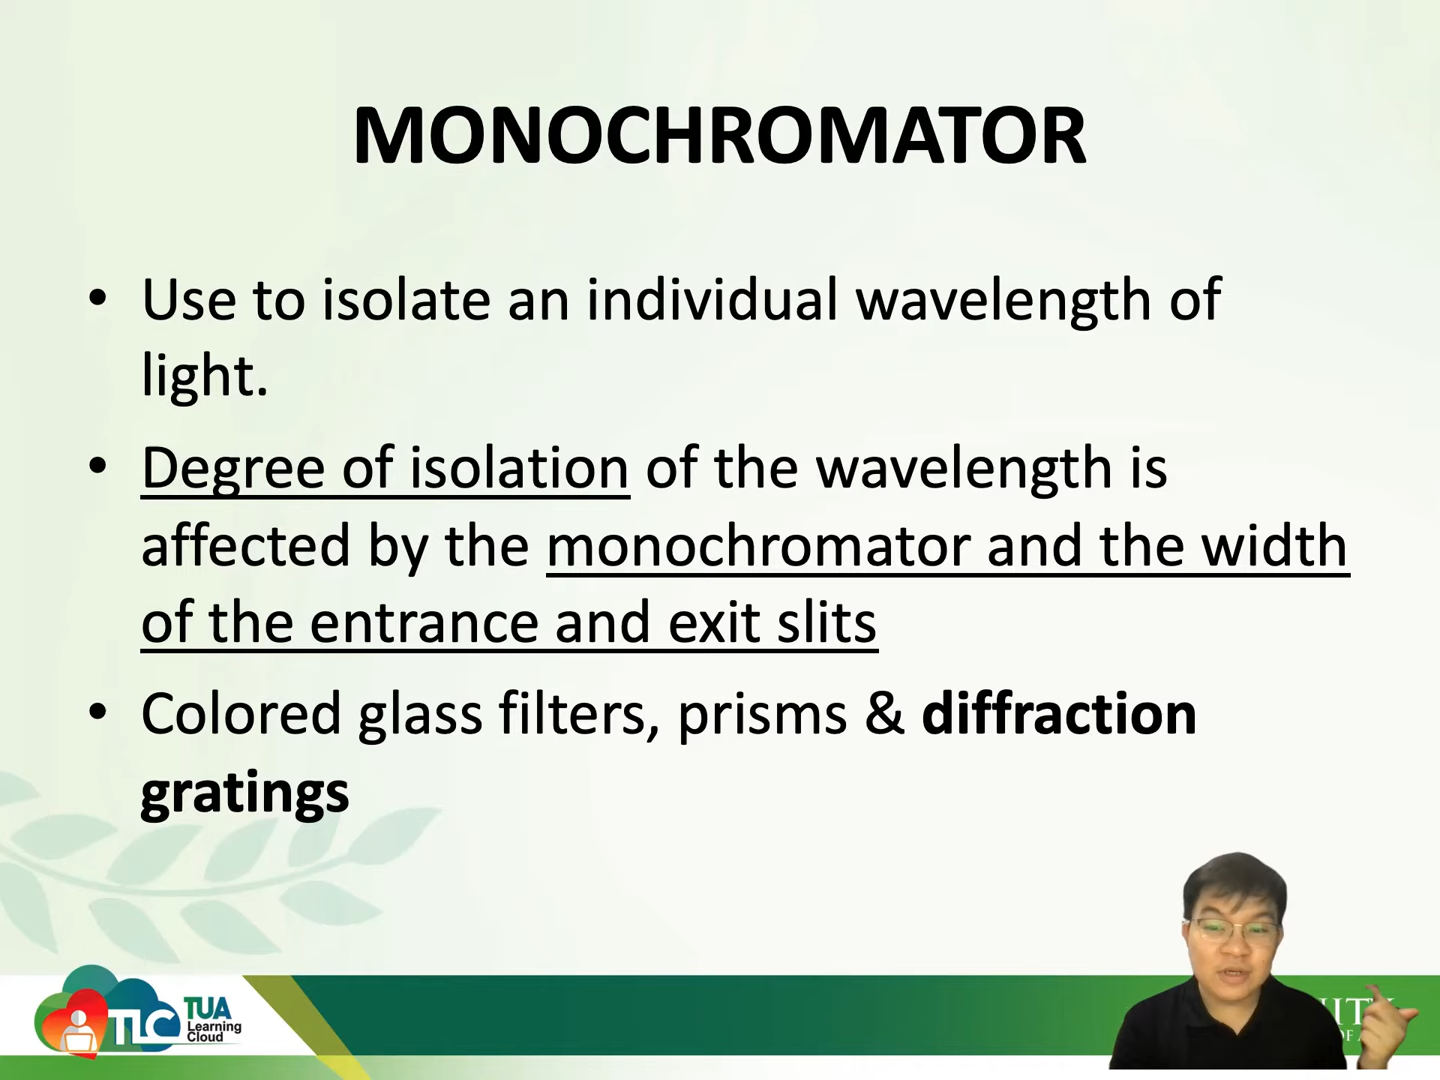 MONOCHROMATOR
• Use to isolate an individual wavelength of
light.
• Degree of isolation of the wavelength is
affected by the monochromator and the width
of the entrance and exit slits
• Colored glass filters, prisms & diffraction
gratings
TLC TUA
Learning
Cloud